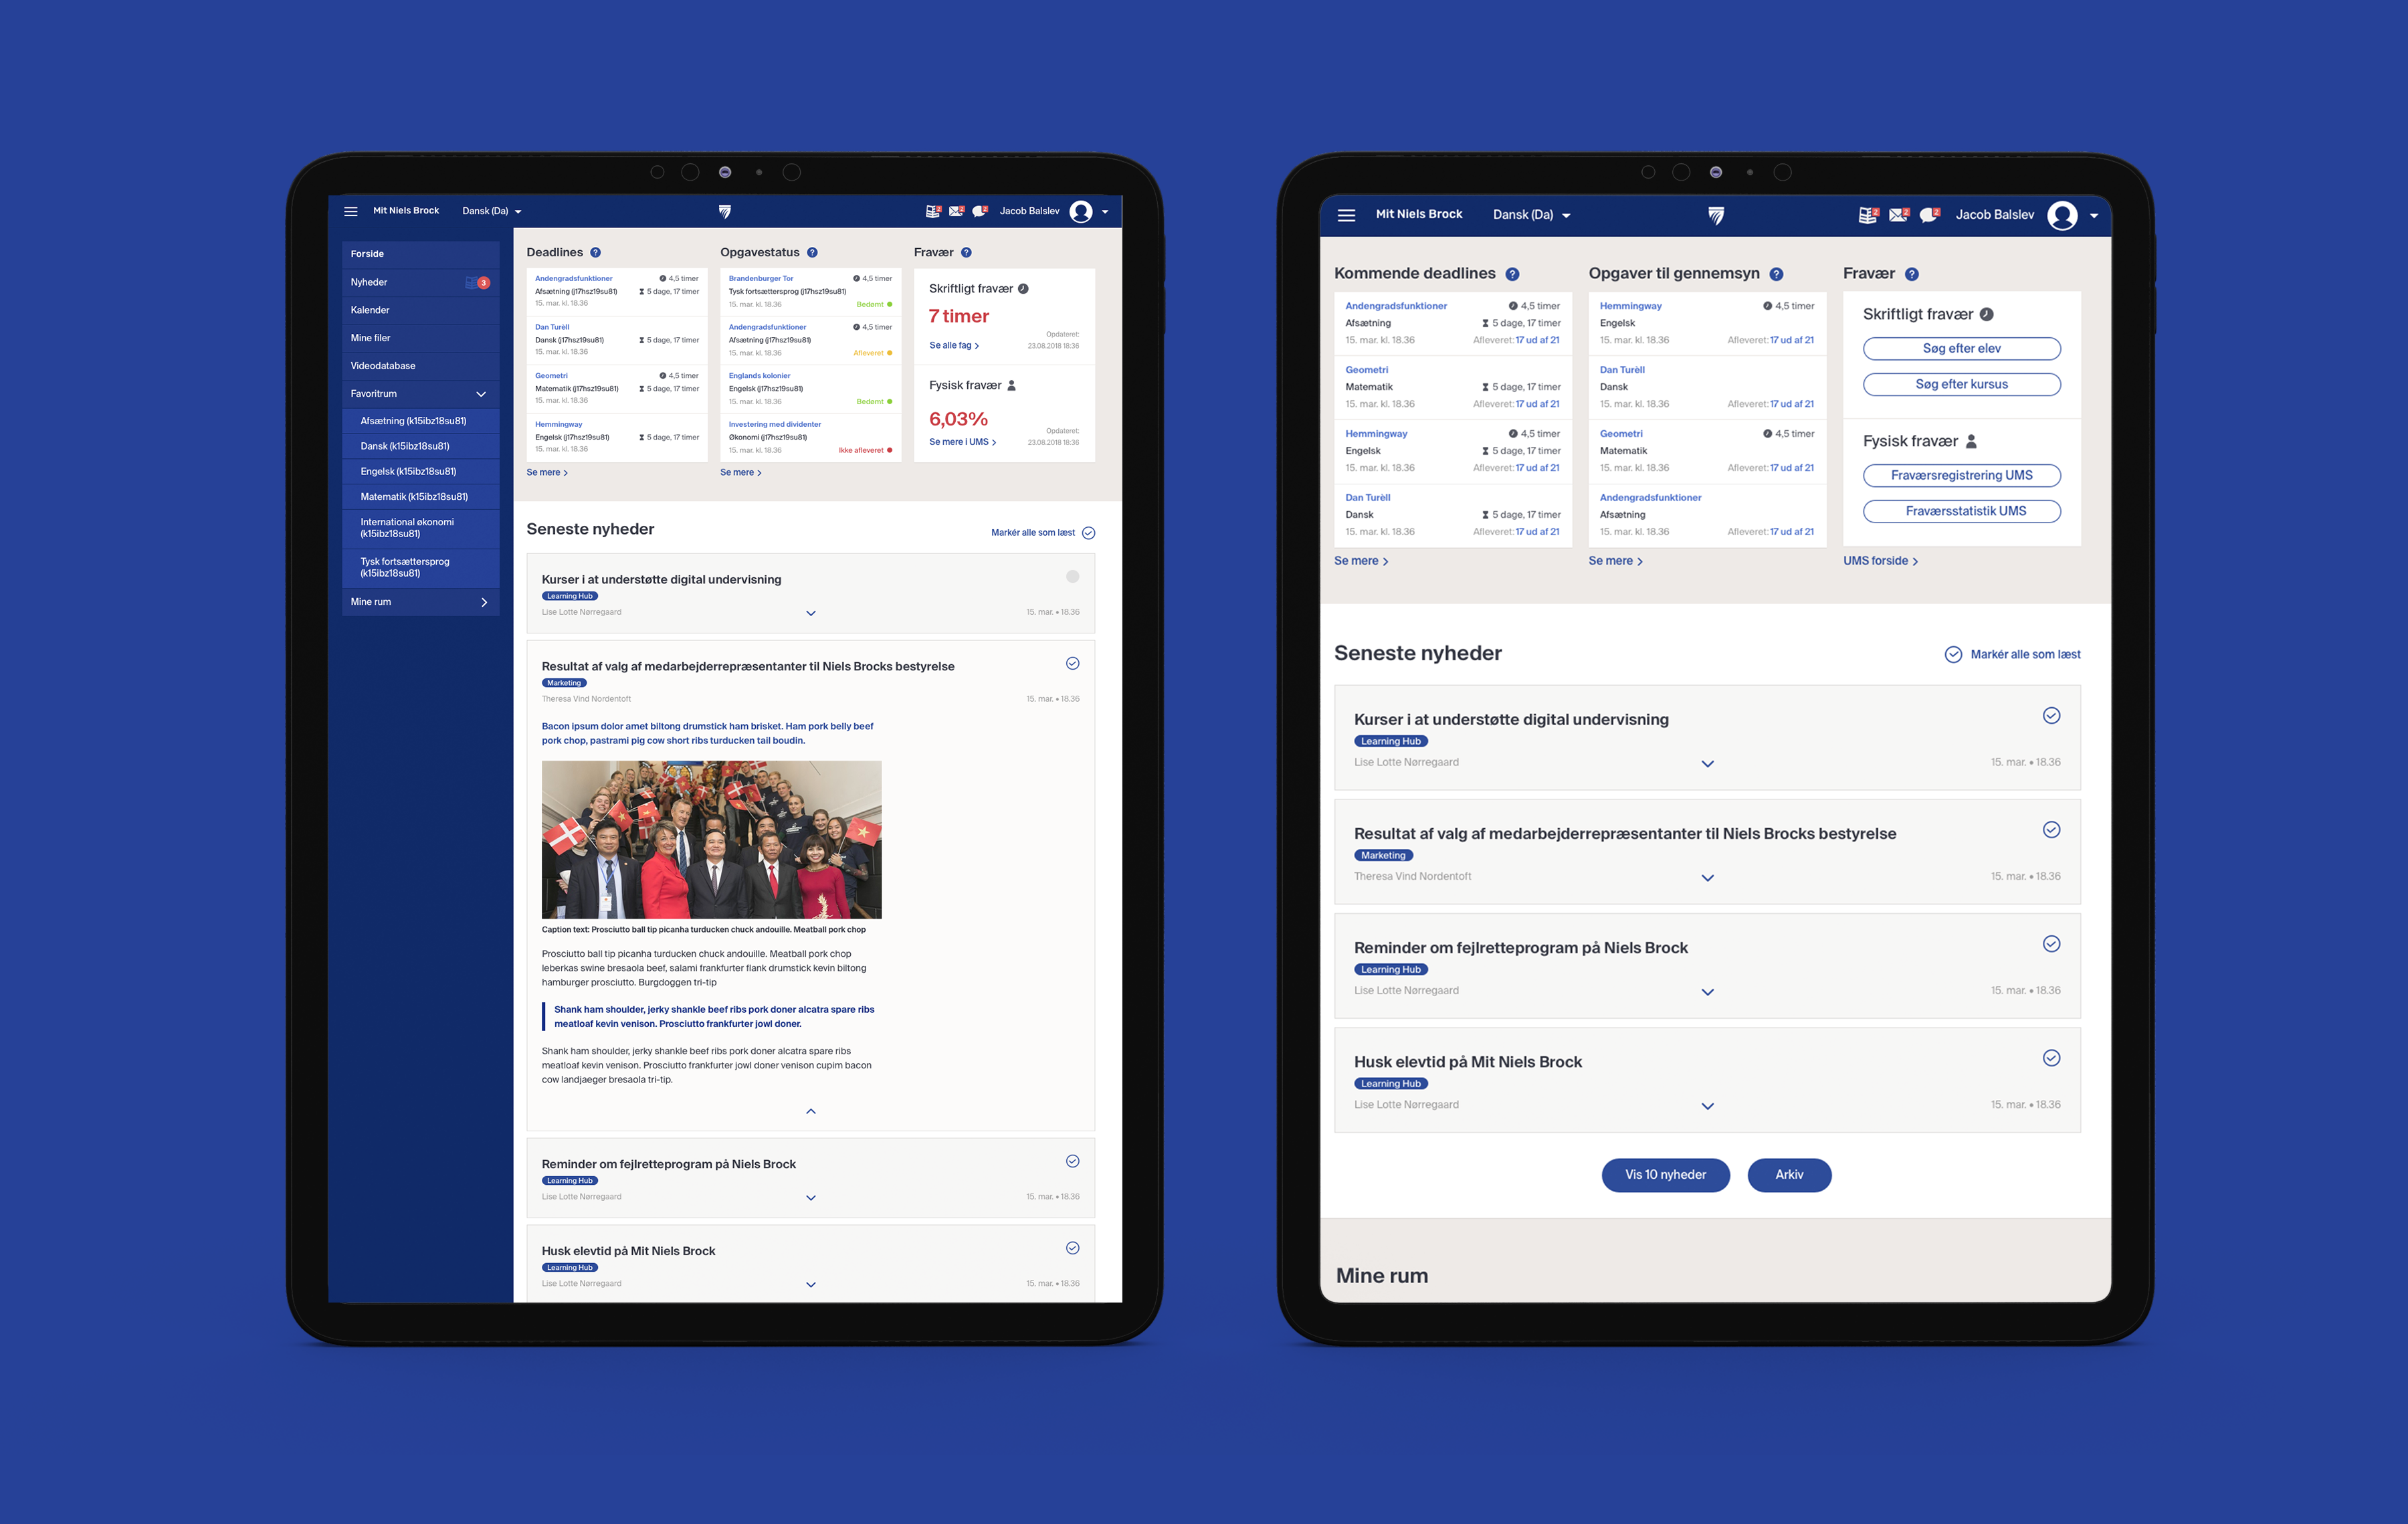 Mit Niels Brock
Dansk (Da)
2
2
2
Jacob Balslev
Forside
Nyheder
3
Kalender
Mine filer
Videodatabase
Favoritrum
Afsætning (k15ibz18su81)
Dansk (k15ibz18su81)
Engelsk (k15ibz18su81)
Matematik (k15ibz18su81)
International økonomi
(k15ibz18su81)
Tysk fortsættersprog
(k15ibz18su81)
Mine rum
Deadlines ?
Andengradsfunktioner 4,5 timer
Afsætning (j17hsz19su81) 5 dage, 17 timer
15. mar. kl. 18.36
Dan Turèll
Dansk (j17hsz19su81) 5 dage, 17 timer
15. mar. kl. 18.36
Geometri 4,5 timer
Matematik (j17hsz19su81) 5 dage, 17 timer
15. mar. kl. 18.36
Hemmingway
Engelsk (j17hsz19su81) 5 dage, 17 timer
15. mar. kl. 18.36
Se mere
Opgavestatus ?
Brandenburger Tor 4,5 timer
Tysk fortsættersprog (j17hsz19su81)
15. mar. kl. 18.36 Bedømt
Andengradsfunktioner 4,5 timer
Afsætning (j17hsz19su81)
15. mar. kl. 18.36 Afleveret
Englands kolonier
Engelsk (j17hsz19su81)
15. mar. kl. 18.36 Bedømt
Investering med dividenter
Økonomi (j17hsz19su81)
15. mar. kl. 18.36 Ikke afleveret
Se mere
Fravær ?
Skriftligt fravær
7 timer
Opdateret:
Se alle fag 23.08.2018 18:36
Fysisk fravær
6,03%
Opdateret:
Se mere i UMS 23.08.2018 18:36
Seneste nyheder
Markér alle som læst
Kurser i at understøtte digital undervisning
Learning Hub
Lise Lotte Nørregaard 15. mar. • 18.36
Resultat af valg af medarbejderrepræsentanter til Niels Brocks bestyrelse
Marketing
Theresa Vind Nordentoft 15. mar. • 18.36
Bacon ipsum dolor amet biltong drumstick ham brisket. Ham pork belly beef
pork chop, pastrami pig cow short ribs turducken tail boudin.
Caption text: Prosciutto ball tip picanha turducken chuck andouille. Meatball pork chop
Prosciutto ball tip picanha turducken chuck andouille. Meatball pork chop
leberkas swine bresaola beef, salami frankfurter flank drumstick kevin biltong
hamburger prosciutto. Burgdoggen tri-tip
Shank ham shoulder, jerky shankle beef ribs pork doner alcatra spare ribs
meatloaf kevin venison. Prosciutto frankfurter jowl doner.
Shank ham shoulder, jerky shankle beef ribs pork doner alcatra spare ribs
meatloaf kevin venison. Prosciutto frankfurter jowl doner venison cupim bacon
cow landjaeger bresaola tri-tip.
Reminder om fejlretteprogram på Niels Brock
Learning Hub
Lise Lotte Nørregaard 15. mar. • 18.36
Husk elevtid på Mit Niels Brock
Learning Hub
Lise Lotte Nørregaard 15. mar. • 18.36
Mit Niels Brock
Dansk (Da)
2
2
2
Jacob Balslev
Kommende deadlines ?
Andengradsfunktioner 4,5 timer
Afsætning 5 dage, 17 timer
15. mar. kl. 18.36 Afleveret: 17 ud af 21
Geometri
Matematik 5 dage, 17 timer
15. mar. kl. 18.36 Afleveret: 17 ud af 21
Hemmingway 4,5 timer
Engelsk 5 dage, 17 timer
15. mar. kl. 18.36 Afleveret: 17 ud af 21
Dan Turèll
Dansk 5 dage, 17 timer
15. mar. kl. 18.36 Afleveret: 17 ud af 21
Se mere
Opgaver til gennemsyn ?
Hemmingway 4,5 timer
Engelsk
15. mar. kl. 18.36 Afleveret: 17 ud af 21
Dan Turèll
Dansk
15. mar. kl. 18.36 Afleveret: 17 ud af 21
Geometri 4,5 timer
Matematik
15. mar. kl. 18.36 Afleveret: 17 ud af 21
Andengradsfunktioner
Afsætning
15. mar. kl. 18.36 Afleveret: 17 ud af 21
Se mere
Fravær ?
Skriftligt fravær
Søg efter elev
Søg efter kursus
Fysisk fravær
Fraværsregistrering UMS
Fraværsstatistik UMS
UMS forside
Seneste nyheder
Markér alle som læst
Kurser i at understøtte digital undervisning
Learning Hub
Lise Lotte Nørregaard 15. mar. • 18.36
Resultat af valg af medarbejderrepræsentanter til Niels Brocks bestyrelse
Marketing
Theresa Vind Nordentoft 15. mar. • 18.36
Reminder om fejlretteprogram på Niels Brock
Learning Hub
Lise Lotte Nørregaard 15. mar. • 18.36
Husk elevtid på Mit Niels Brock
Learning Hub
Lise Lotte Nørregaard 15. mar. • 18.36
Vis 10 nyheder
Arkiv
Mine rum